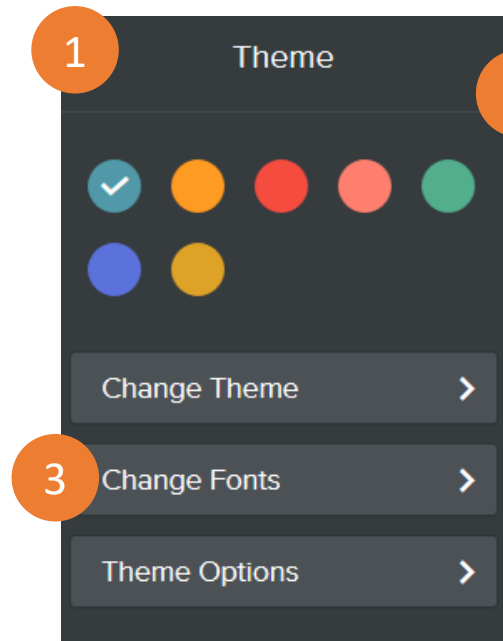 1
Theme
Change Theme
3
Change Fonts
Theme Options